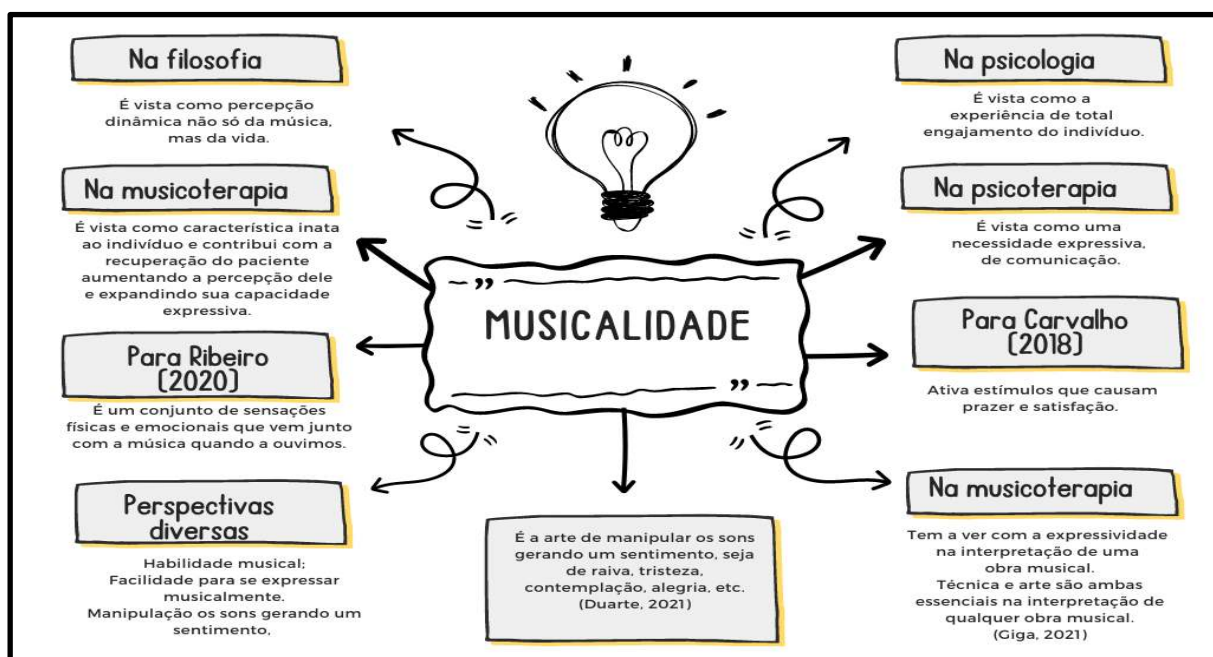 Na filosofia
É vista como percepção
dinâmica não só da música,
mas da vida.
Na musicoterapia
É vista como característica inata
ao indivíduo e contribui com a
recuperação do paciente
aumentando a percepção dele
e expandindo sua capacidade
expressiva.
Para Ribeiro
(2020)
É um conjunto de sensações
físicas e emocionais que vem junto
com a música quando a ouvimos.
Perspectivas
diversas
Habilidade musical;
Facilidade para se expressar
musicalmente.
Manipulação os sons gerando um
sentimento,
MUSICALIDADE
É a arte de manipular os sons
gerando um sentimento, seja
de raiva, tristeza,
contemplação, alegria, etc.
(Duarte, 2021)
Na psicologia
É vista como a
experiência de total
engajamento do indivíduo.
Na psicoterapia
É vista como uma
necessidade expressiva,
de comunicação.
Para Carvalho
(2018)
Ativa estímulos que causam
prazer e satisfação.
Na musicoterapia
Tem a ver com a expressividade
na interpretação de uma
obra musical.
Técnica e arte são ambas
essenciais na interpretação de
qualquer obra musical.
(Giga, 2021)